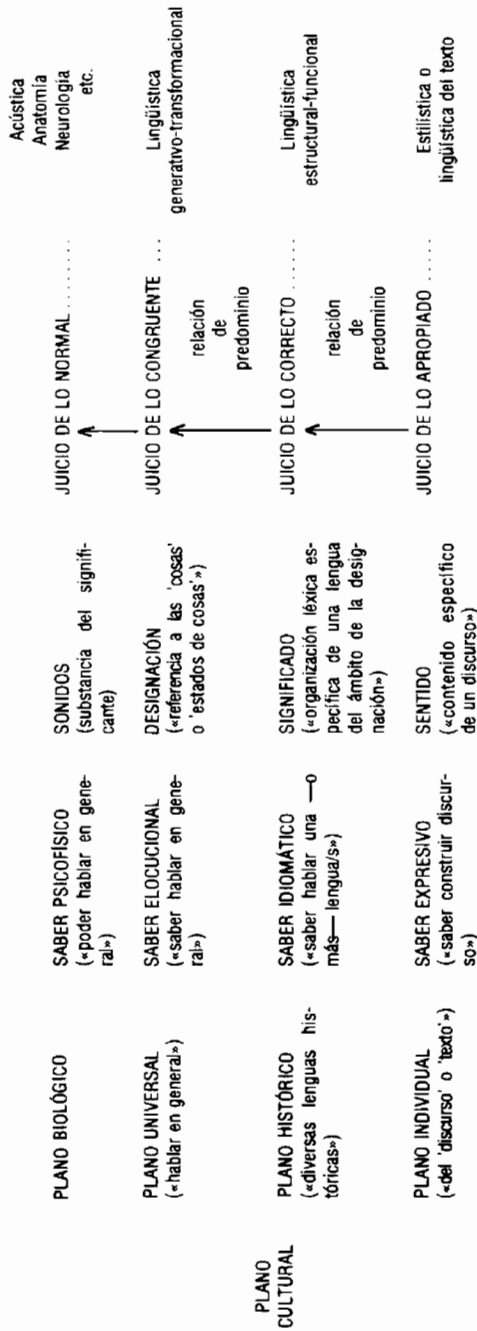 PLANO BIOLÓGICO
SABER PSICOFÍSICO
(«poder hablar en gene-
ral»)
SONIDOS
(substancia del signifi-
cante)
JUICIO DE LO NORMAL ........
Acústica
Anatomía
Neurología
etc.
PLANO
CULTURAL
PLANO UNIVERSAL
(«hablar en general»)
SABER ELOCUCIONAL
(«saber hablar en gene-
ral»)
DESIGNACIÓN
(«referencia a las 'cosas'
o 'estados de cosas'»)
JUICIO DE LO CONGRUENTE ...
Lingüística
generativo-transformacional
relación
de
predominio
PLANO HISTÓRICO
(«diversas lenguas his-
tóricas»)
SABER IDIOMÁTICO
(«saber hablar una —o
más— lengua/s»)
SIGNIFICADO
(«organización léxica es-
pecífica de una lengua
del ámbito de la desig-
nación»)
JUICIO DE LO CORRECTO ......
Lingüística
estructural-funcional
relación
de
predominio
PLANO INDIVIDUAL
(«del 'discurso' o 'texto'»)
SABER EXPRESIVO
(«saber construir discur-
so»)
SENTIDO
(«contenido específico
de un discurso»)
JUICIO DE LO APROPIADO .....
Estilística o
lingüística del texto